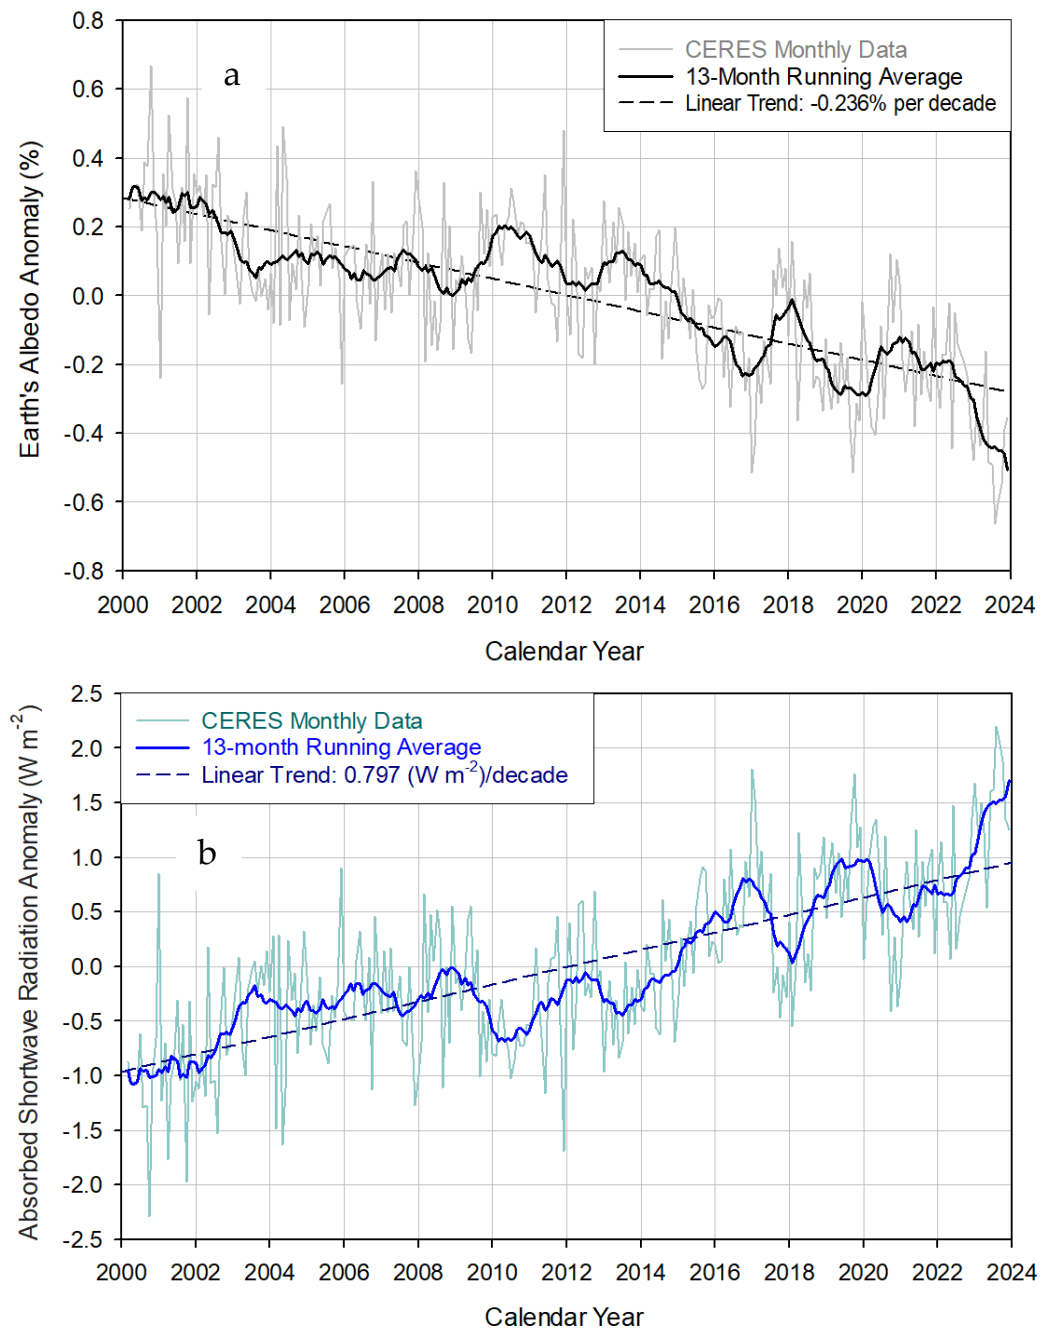 0.8
0.6
0.4
0.2
0.0
-0.2
-0.4
-0.6
-0.8
Earth's Albedo Anomaly (%)
a
CERES Monthly Data
13-Month Running Average
Linear Trend: -0.236% per decade
2000 2002 2004 2006 2008 2010 2012 2014 2016 2018 2020 2022 2024
Calendar Year
2.5
2.0
1.5
1.0
0.5
0.0
-0.5
-1.0
-1.5
-2.0
-2.5
Absorbed Shortwave Radiation Anomaly (W m⁻²)
CERES Monthly Data
13-month Running Average
Linear Trend: 0.797 (W m⁻²)/decade
b
2000 2002 2004 2006 2008 2010 2012 2014 2016 2018 2020 2022 2024
Calendar Year